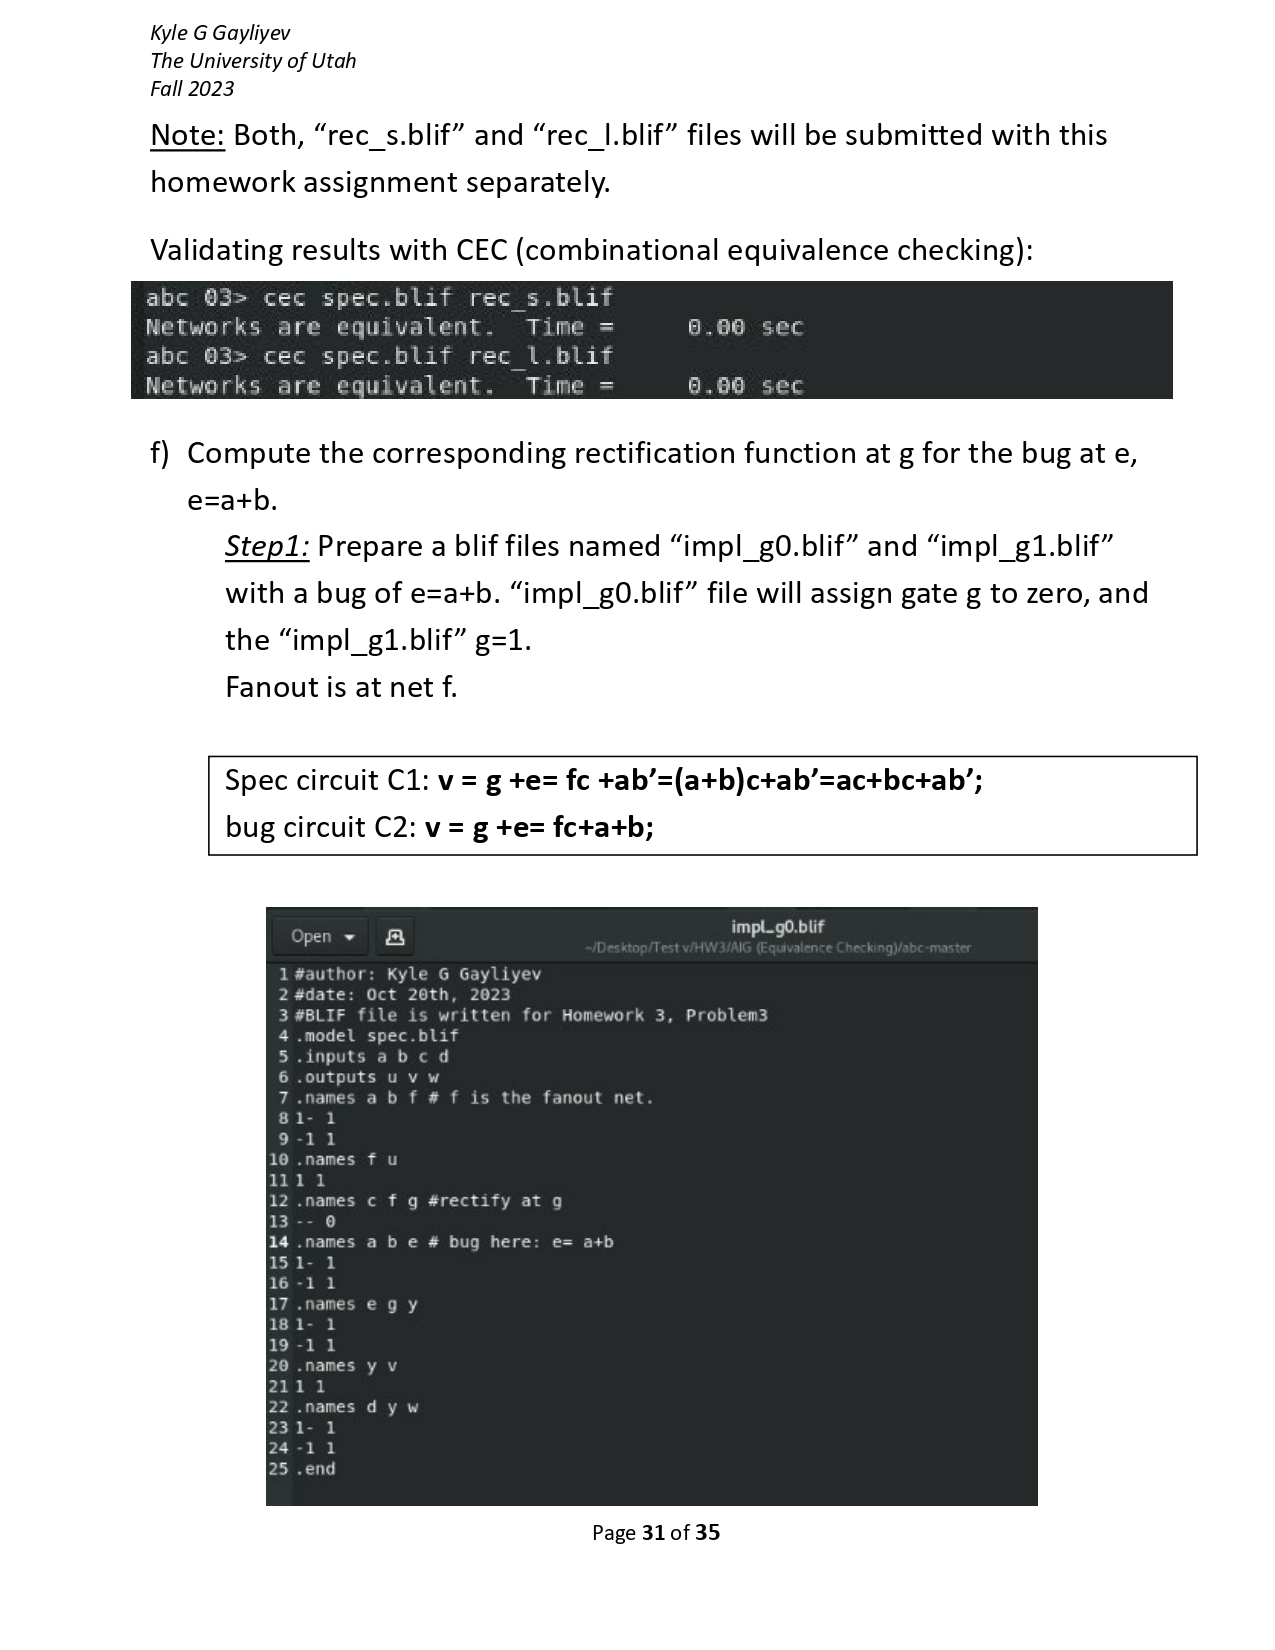 Kyle G Gayliyev
The University of Utah
Fall 2023
Note: Both, “rec_s.blif” and “rec_l.blif” files will be submitted with this
homework assignment separately.
Validating results with CEC (combinational equivalence checking):
abc 03> cec spec.blif rec_s.blif
Networks are equivalent.  Time =     0.00 sec
abc 03> cec spec.blif rec_l.blif
Networks are equivalent.  Time =     0.00 sec
f) Compute the corresponding rectification function at g for the bug at e,
e=a+b.
Step1: Prepare a blif files named “impl_g0.blif” and “impl_g1.blif”
with a bug of e=a+b. “impl_g0.blif” file will assign gate g to zero, and
the “impl_g1.blif” g=1.
Fanout is at net f.
Spec circuit C1: v = g +e= fc +ab’=(a+b)c+ab’=ac+bc+ab’;
bug circuit C2: v = g +e= fc+a+b;
Open
impl_g0.blif
~/Desktop/Test v/HW3/AIG (Equivalence Checking)/abc-master
1 #author: Kyle G Gayliyev
2 #date: Oct 20th, 2023
3 #BLIF file is written for Homework 3, Problem3
4 .model spec.blif
5 .inputs a b c d
6 .outputs u v w
7 .names a b f # f is the fanout net.
8 1- 1
9 -1 1
10 .names f u
11 1 1
12 .names c f g #rectify at g
13 -- 0
14 .names a b e # bug here: e= a+b
15 1- 1
16 -1 1
17 .names e g y
18 1- 1
19 -1 1
20 .names y v
21 1 1
22 .names d y w
23 1- 1
24 -1 1
25 .end
Page 31 of 35